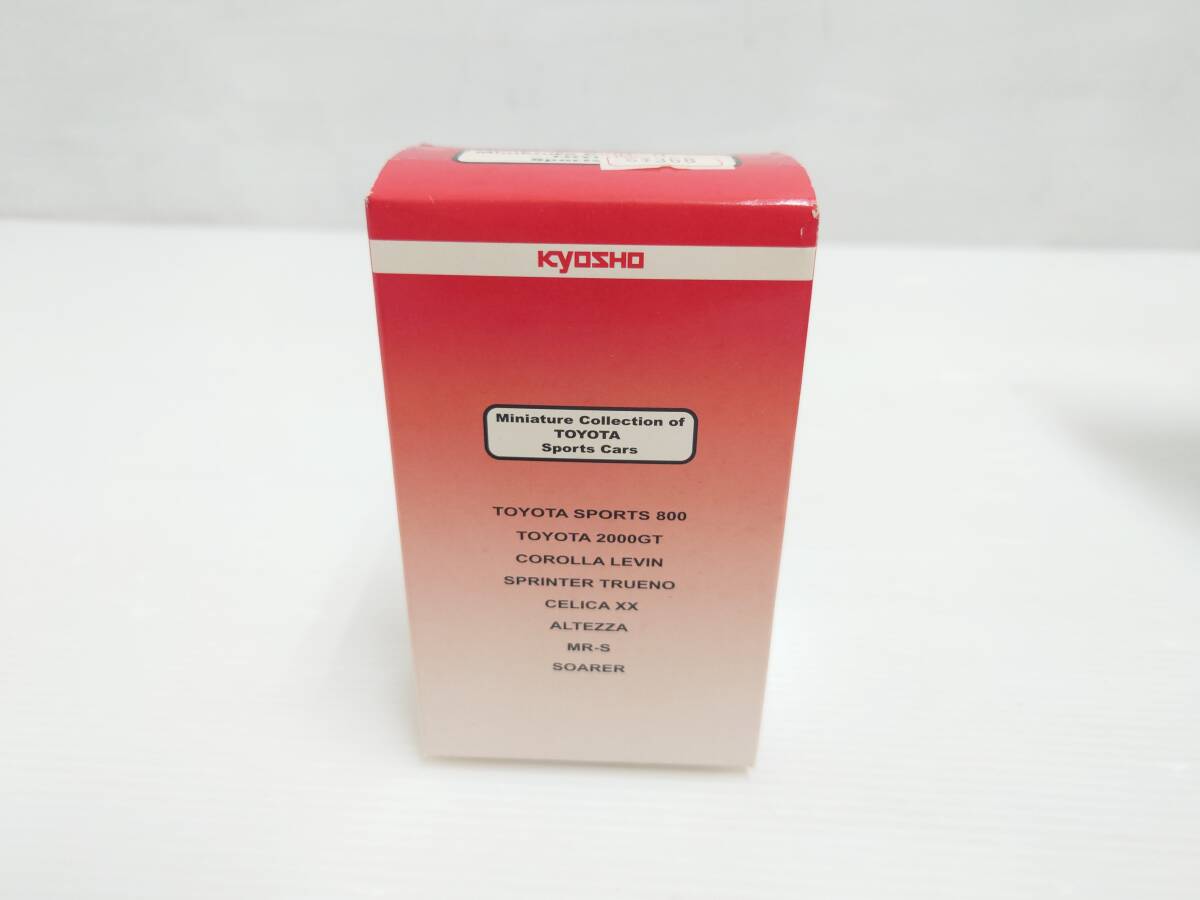 KYOSHO
Miniature Collection of
TOYOTA
Sports Cars
TOYOTA SPORTS 800
TOYOTA 2000GT
COROLLA LEVIN
SPRINTER TRUENO
CELICA XX
ALTEZZA
MR-S
SOARER